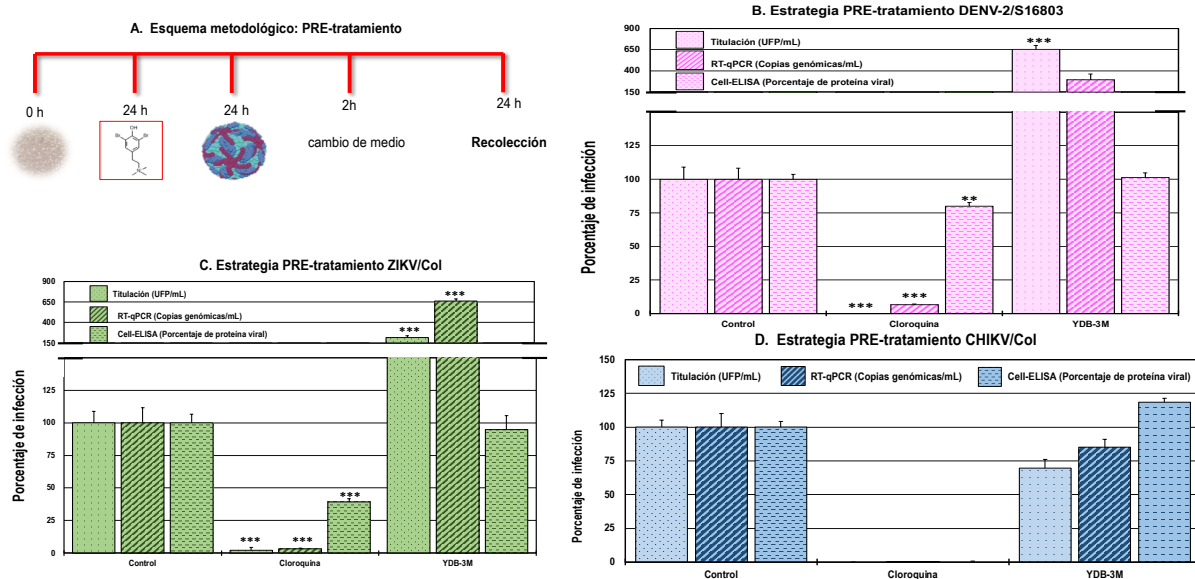 A. Esquema metodológico: PRE-tratamiento
0 h
24 h
24 h
2h
24 h
OH
Br
Br
N
cambio de medio
Recolección
B. Estrategia PRE-tratamiento DENV-2/S16803
Porcentaje de infección
900
650
400
150
100
75
50
25
0
Titulación (UFP/mL)
RT-qPCR (Copias genómicas/mL)
Cell-ELISA (Porcentaje de proteína viral)
***
***
**
***
Control
Cloroquina
YDB-3M
C. Estrategia PRE-tratamiento ZIKV/Col
Porcentaje de infección
900
650
400
150
125
100
75
50
25
0
Titulación (UFP/mL)
RT-qPCR (Copias genómicas/mL)
Cell-ELISA (Porcentaje de proteína viral)
***
***
***
***
***
Control
Cloroquina
YDB-3M
D. Estrategia PRE-tratamiento CHIKV/Col
Porcentaje de infección
150
125
100
75
50
25
0
Titulación (UFP/mL)
RT-qPCR (Copias genómicas/mL)
Cell-ELISA (Porcentaje de proteína viral)
Control
Cloroquina
YDB-3M